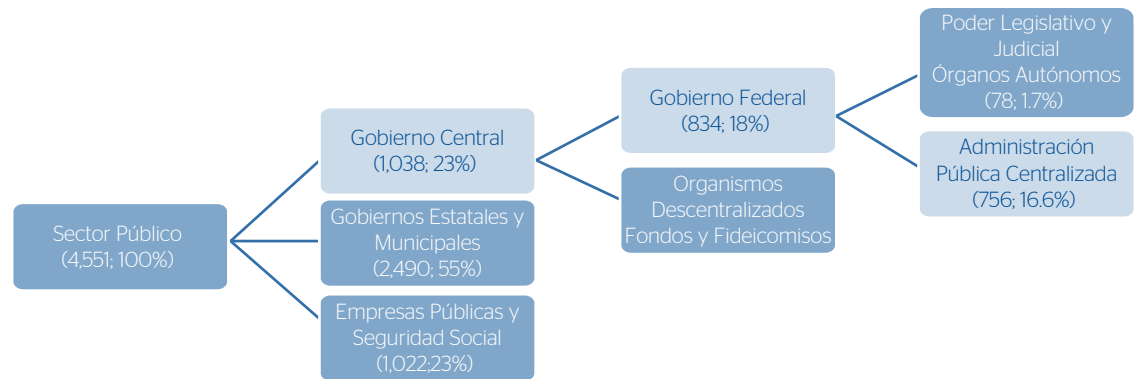 Sector Público
(4,551; 100%)
Gobierno Central
(1,038; 23%)
Gobiernos Estatales y
Municipales
(2,490; 55%)
Empresas Públicas y
Seguridad Social
(1,022;23%)
Gobierno Federal
(834; 18%)
Organismos
Descentralizados
Fondos y Fideicomisos
Poder Legislativo y
Judicial
Órganos Autónomos
(78; 1.7%)
Administración
Pública Centralizada
(756; 16.6%)